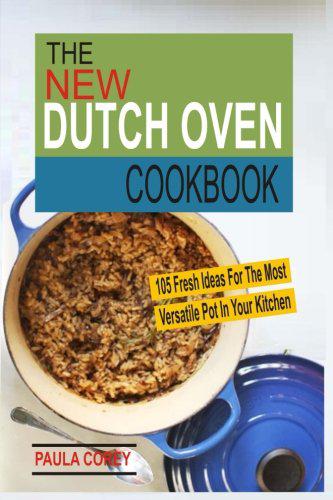 THE
NEW
DUTCH OVEN
COOKBOOK
105 Fresh Ideas For The Most
Versatile Pot In Your Kitchen
PAULA COREY